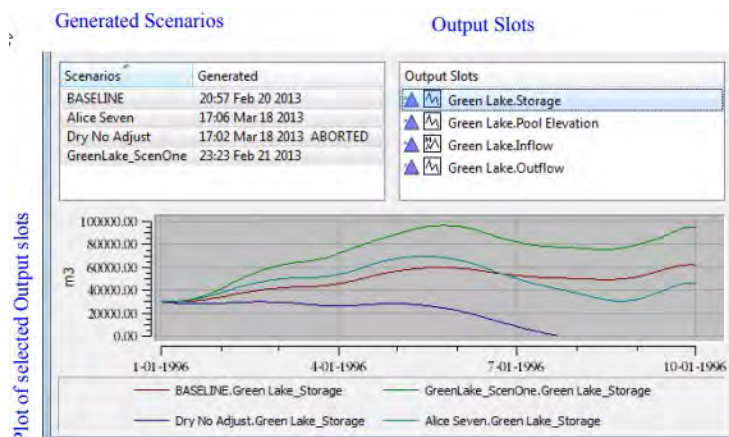 Generated Scenarios
Output Slots
Scenarios Generated
BASELINE 20:57 Feb 20 2013
Alice Seven 17:06 Mar 18 2013
Dry No Adjust 17:02 Mar 18 2013 ABORTED
GreenLake_ScenOne 23:23 Feb 21 2013
Output Slots
Green Lake.Storage
Green Lake.Pool Elevation
Green Lake.Inflow
Green Lake.Outflow
Plot of selected Output slots
m3
100000.00
80000.00
60000.00
40000.00
20000.00
0.00
1-01-1996 4-01-1996 7-01-1996 10-01-1996
BASELINE.Green Lake_Storage GreenLake_ScenOne.Green Lake_Storage
Dry No Adjust.Green Lake_Storage Alice Seven.Green Lake_Storage